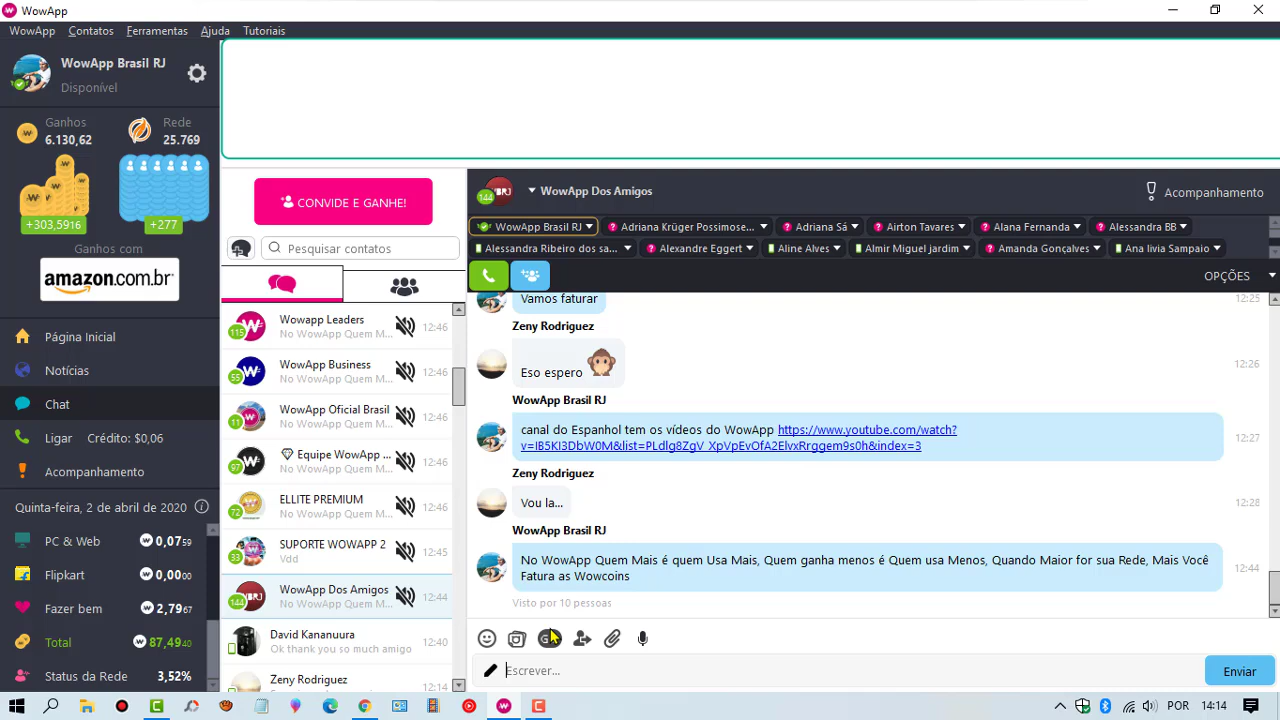 WowApp
WowApp Contatos Ferramentas Ajuda Tutoriais
WowApp Brasil RJ
Disponível
Ganhos
6.130,62
Rede
25.769
+303,5916
+277
Ganhos com
amazon.com.br
Página Inicial
Notícias
Chat
Ligar Crédito: $0,06
Acompanhamento
Quinta-feira, 2 de abril de 2020
PC & Web 0,0759
Flipkart 0,0000
Fazer bem 2,7967
Total 87,4940
Status da Rede 3,52%
CONVIDE E GANHE!
Pesquisar contatos
115 Wowapp Leaders 12:46
No WowApp Quem M...
55 WowApp Business 12:46
No WowApp Quem M...
11 WowApp Oficial Brasil 12:46
No WowApp Quem M...
97 Equipe WowApp ... 12:46
No WowApp Quem M...
72 ELLITE PREMIUM 12:46
No WowApp Quem M...
33 SUPORTE WOWAPP 2 12:45
Vdd
144 WowApp Dos Amigos 12:44
No WowApp Quem M...
David Kananuura 12:40
Ok thank you so much amigo
Zeny Rodriguez 12:14
144 WowApp Dos Amigos
Acompanhamento
WowApp Brasil RJ Adriana Krüger Possimose... Adriana Sá Airton Tavares Alana Fernanda Alessandra BB
Alessandra Ribeiro dos sa... Alexandre Eggert Aline Alves Almir Miguel jardim Amanda Gonçalves Ana livia Sampaio
OPÇÕES
Vamos faturar 12:25
Zeny Rodriguez
Eso espero 12:26
WowApp Brasil RJ
canal do Espanhol tem os vídeos do WowApp https://www.youtube.com/watch?
v=IB5KI3DbW0M&list=PLdlg8ZgV_XpVpEvOfA2ElvxRrggem9s0h&index=3 12:27
Zeny Rodriguez
Vou la... 12:28
WowApp Brasil RJ
No WowApp Quem Mais é quem Usa Mais, Quem ganha menos é Quem usa Menos, Quando Maior for sua Rede, Mais Você
Fatura as Wowcoins 12:44
Visto por 10 pessoas
Escrever...
Enviar
POR 14:14